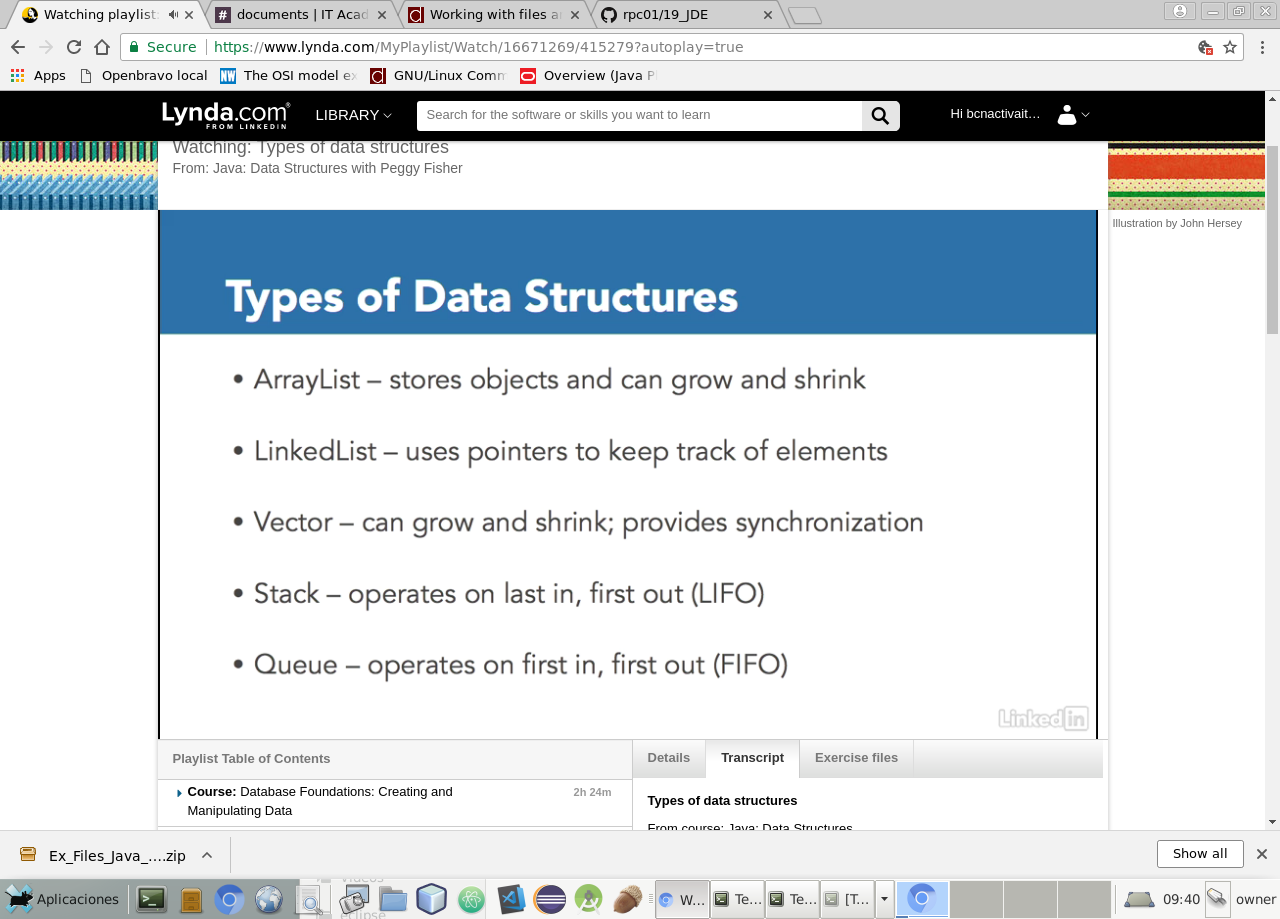 Watching playlist:
documents | IT Acad
Working with files a
rpc01/19_JDE
Secure
https://www.lynda.com/MyPlaylist/Watch/16671269/415279?autoplay=true
Apps
Openbravo local
The OSI model ex
GNU/Linux Comm
Overview (Java Pl
Lynda.com®
FROM LINKEDIN
LIBRARY
Search for the software or skills you want to learn
Hi bcnactivait…
Watching: Types of data structures
From: Java: Data Structures with Peggy Fisher
Illustration by John Hersey
Types of Data Structures
• ArrayList – stores objects and can grow and shrink
• LinkedList – uses pointers to keep track of elements
• Vector – can grow and shrink; provides synchronization
• Stack – operates on last in, first out (LIFO)
• Queue – operates on first in, first out (FIFO)
Linked in
Playlist Table of Contents
Course: Database Foundations: Creating and
Manipulating Data
2h 24m
Details
Transcript
Exercise files
Types of data structures
From course: Java: Data Structures
Ex_Files_Java_....zip
Show all
Aplicaciones
eclipse
W...
Te...
Te...
[T...
09:40
owner